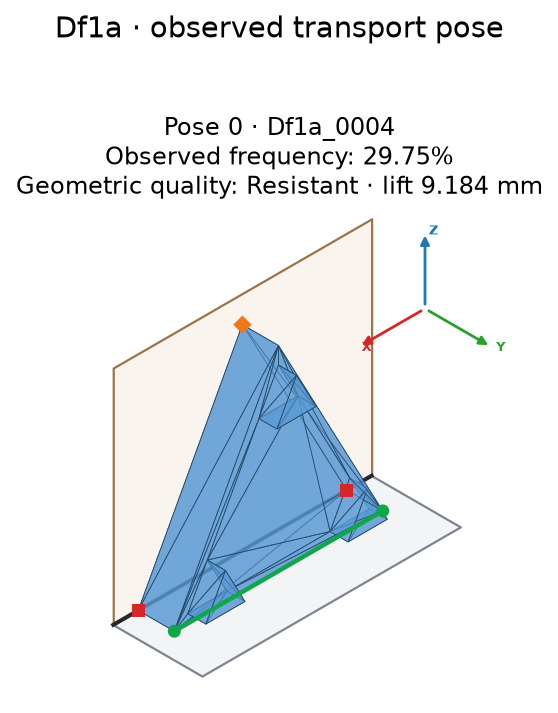 Df1a · observed transport pose
Pose 0 · Df1a_0004
Observed frequency: 29.75%
Geometric quality: Resistant · lift 9.184 mm
Z
X
Y